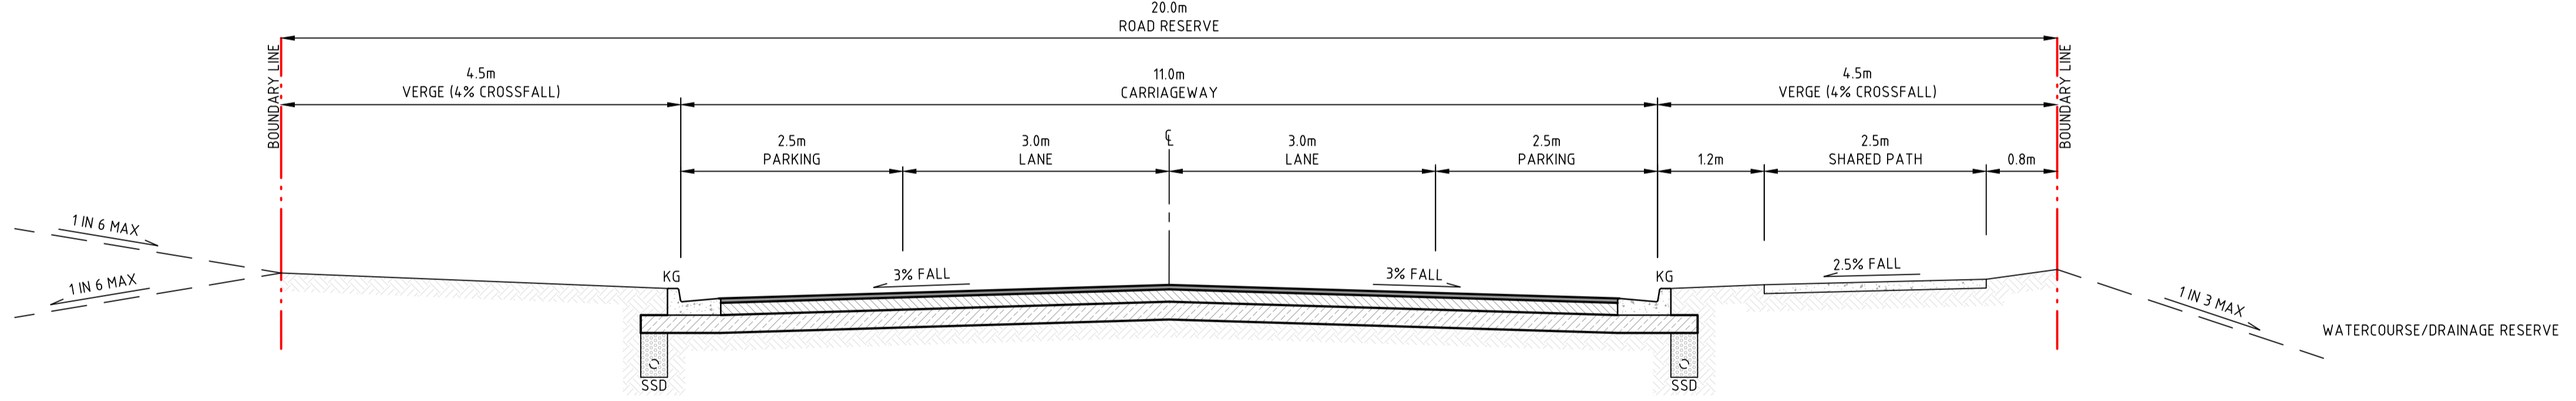 20.0m
ROAD RESERVE
BOUNDARY LINE
BOUNDARY LINE
4.5m
VERGE (4% CROSSFALL)
11.0m
CARRIAGEWAY
4.5m
VERGE (4% CROSSFALL)
2.5m
PARKING
3.0m
LANE
℄
3.0m
LANE
2.5m
PARKING
1.2m
2.5m
SHARED PATH
0.8m
1 IN 6 MAX
1 IN 6 MAX
KG
3% FALL
3% FALL
KG
2.5% FALL
1 IN 3 MAX
WATERCOURSE/DRAINAGE RESERVE
SSD
SSD